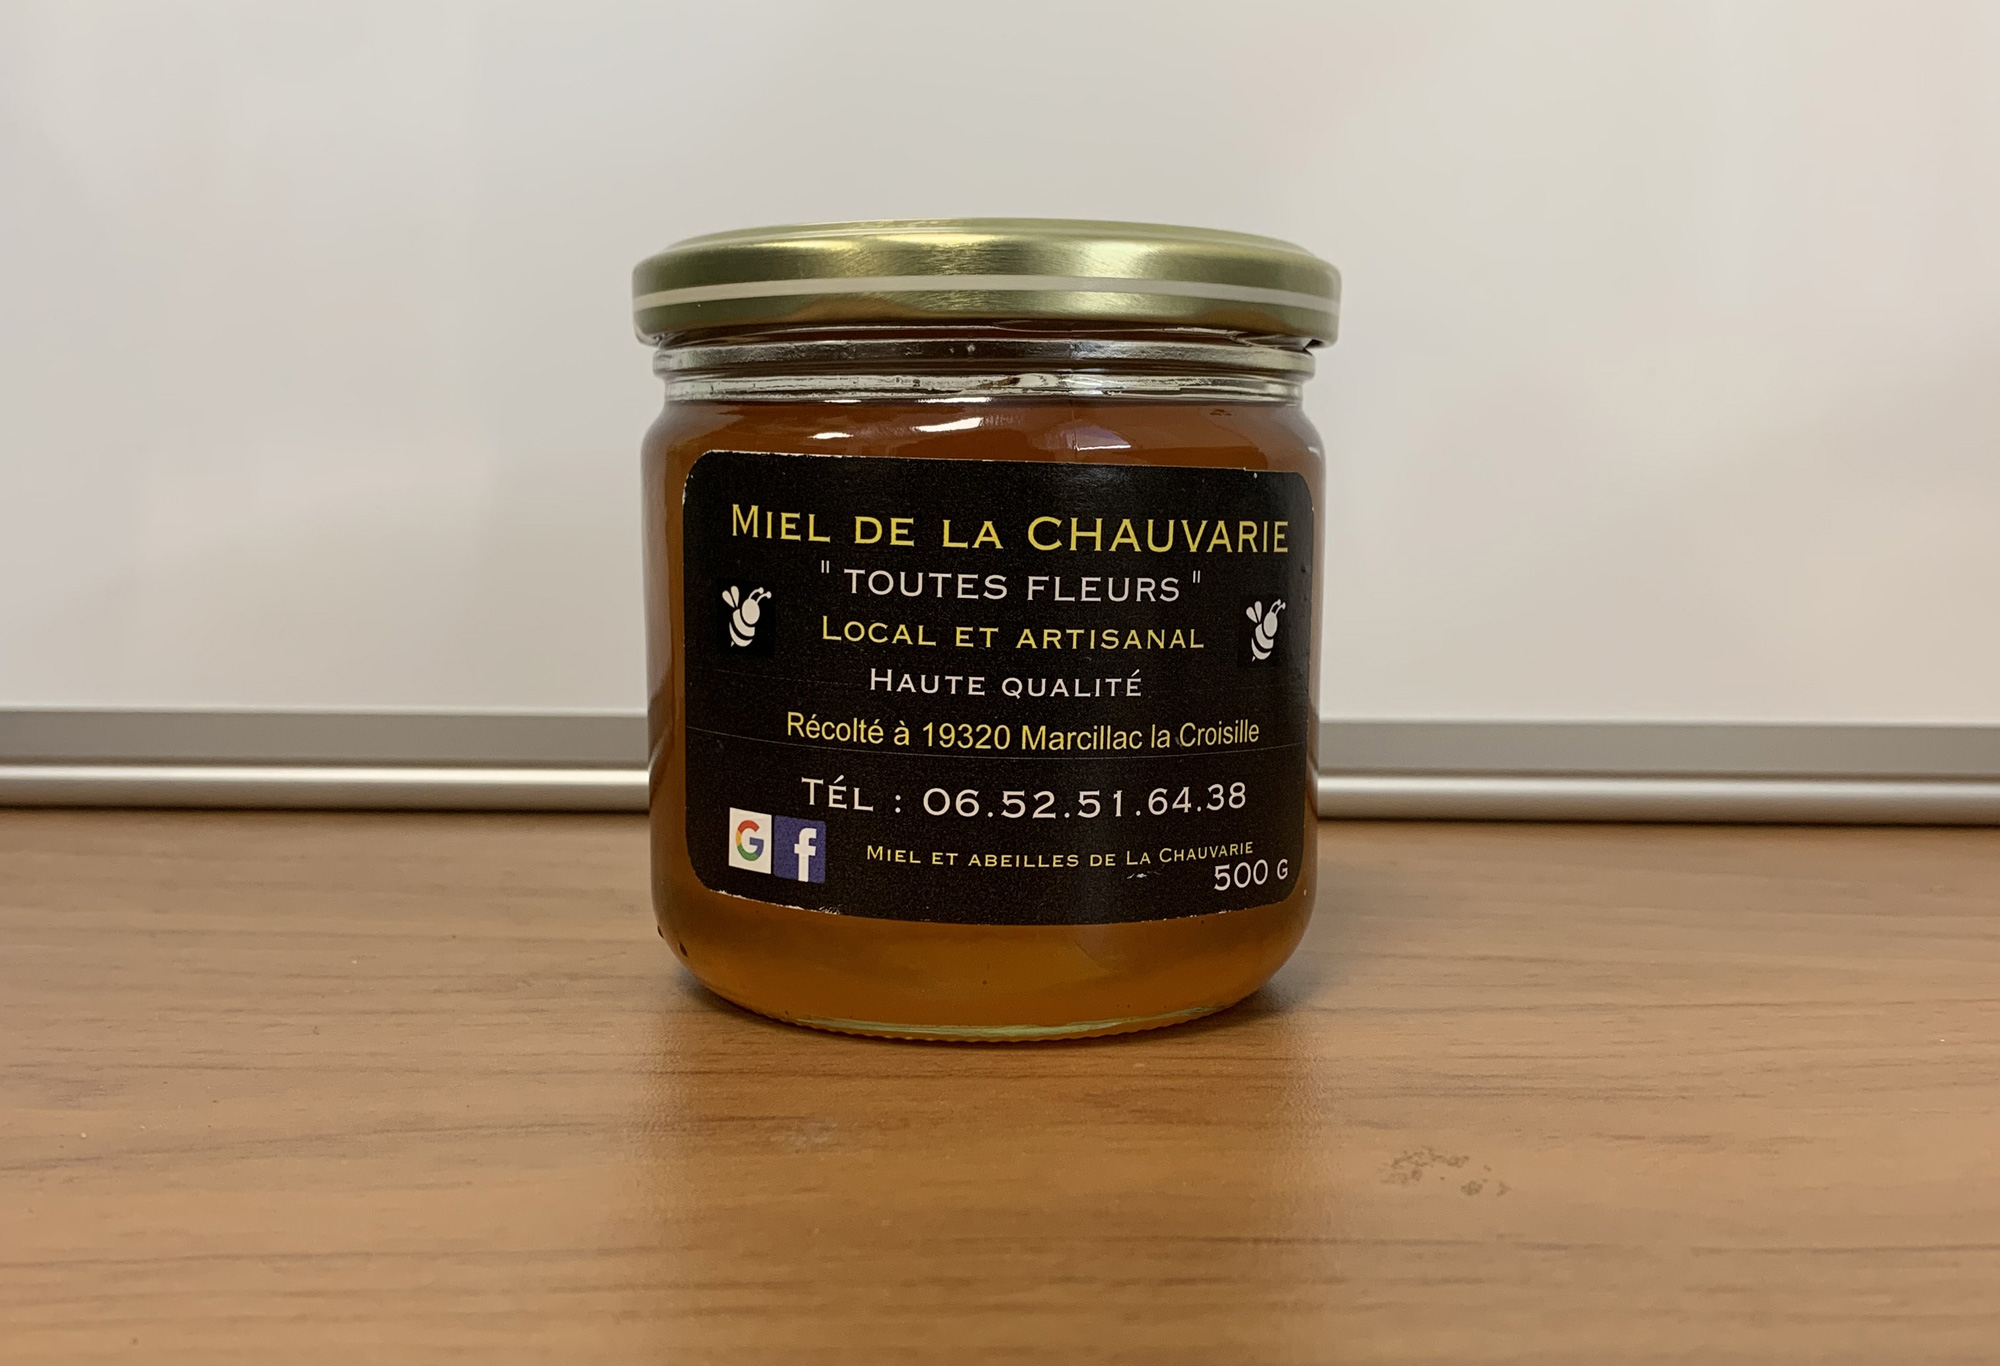 MIEL DE LA CHAUVARIE
" TOUTES FLEURS "
LOCAL ET ARTISANAL
HAUTE QUALITÉ
Récolté à 19320 Marcillac la Croisille
TÉL : 06.52.51.64.38
G f MIEL ET ABEILLES DE LA CHAUVARIE
500 G